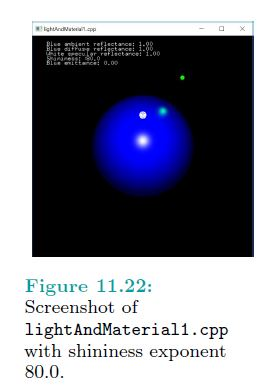 lightAndMaterial1.cpp
Blue ambient reflectance: 1.00
Blue diffuse reflectance: 1.00
White specular reflectance: 1.00
Shininess: 80.0
Blue emittance: 0.00
Figure 11.22:
Screenshot of
lightAndMaterial1.cpp
with shininess exponent
80.0.